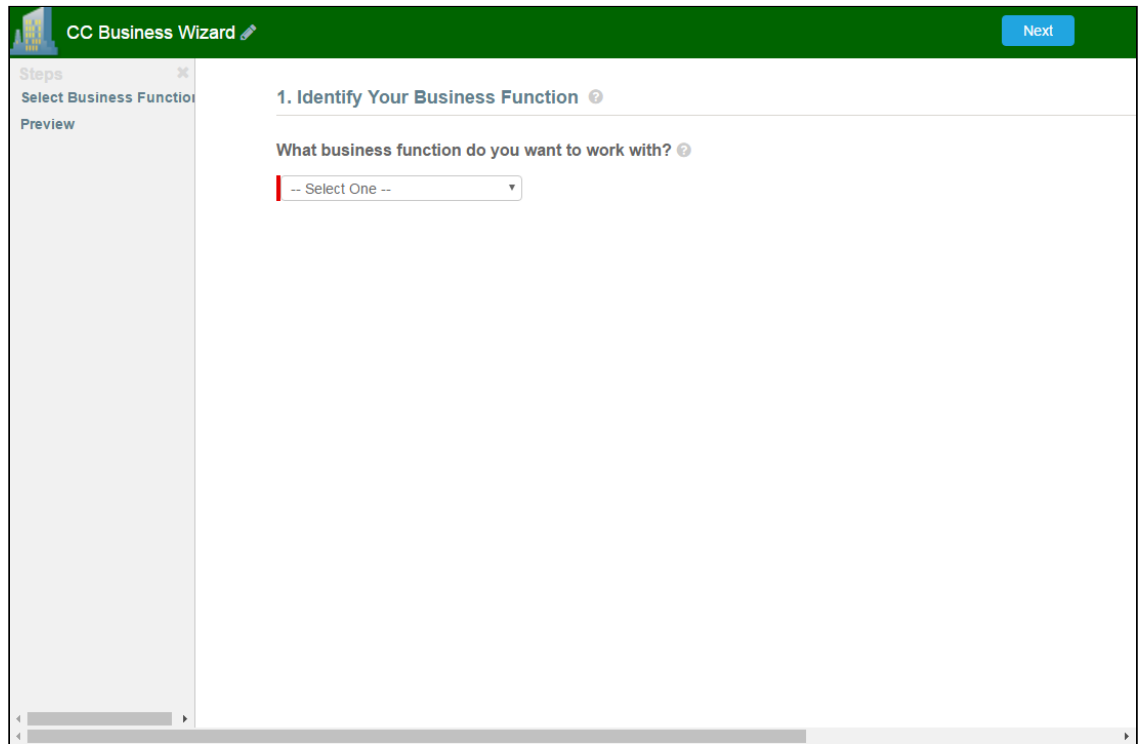 CC Business Wizard
Next
Steps
Select Business Function
Preview
1. Identify Your Business Function
What business function do you want to work with?
-- Select One --